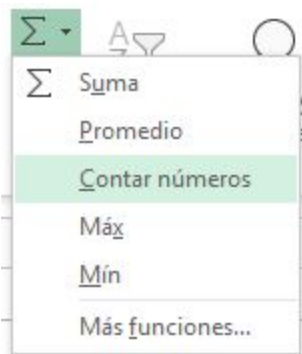 Σ
A
Z
Σ Suma
Promedio
Contar números
Máx
Mín
Más funciones...